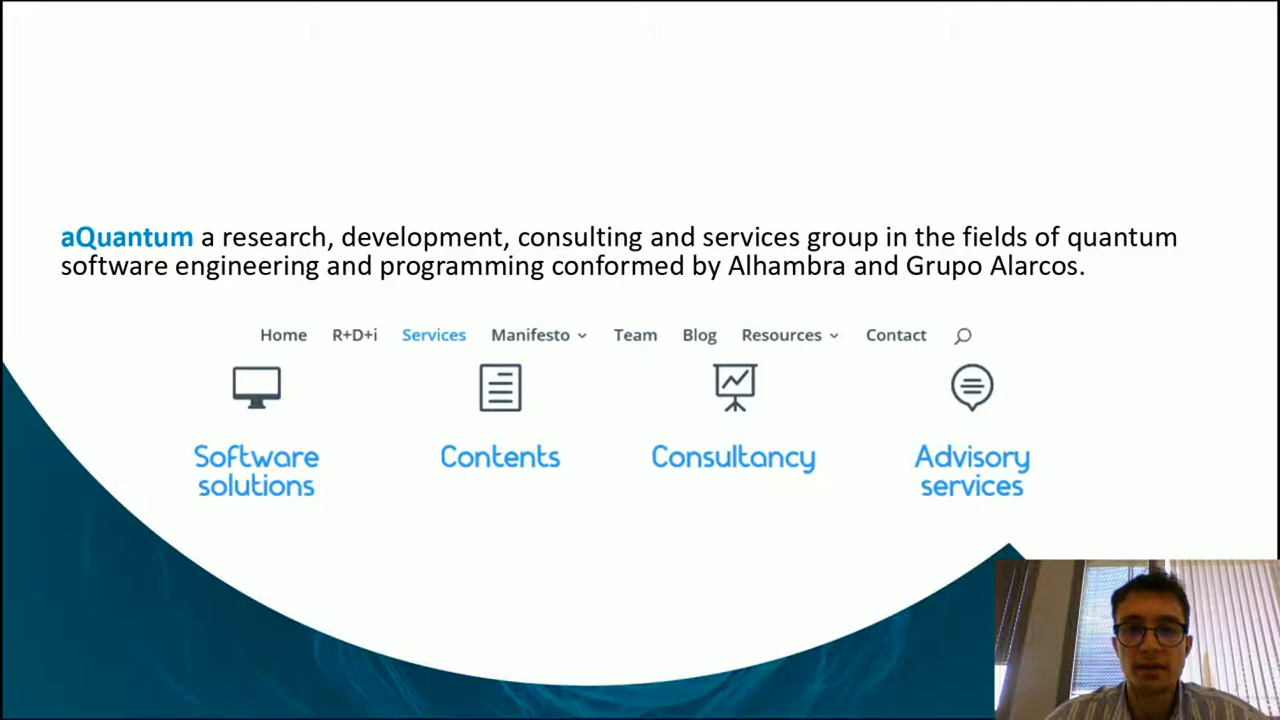 aQuantum a research, development, consulting and services group in the fields of quantum
software engineering and programming conformed by Alhambra and Grupo Alarcos.
Home R+D+i Services Manifesto Team Blog Resources Contact
Software solutions
Contents
Consultancy
Advisory services